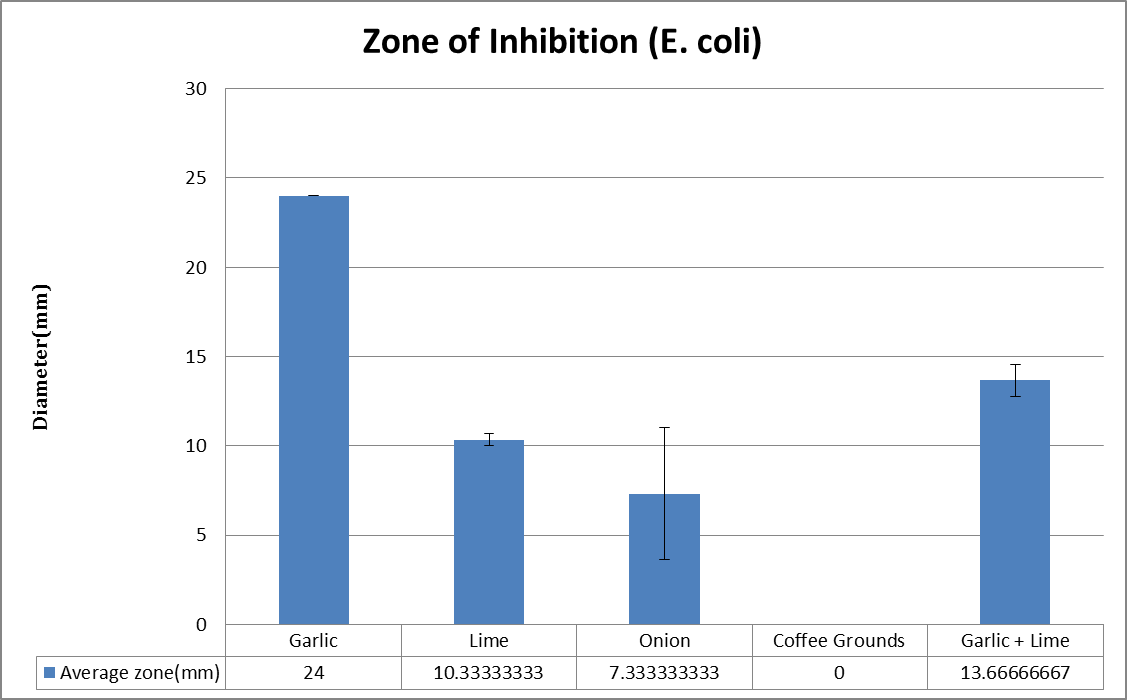 Zone of Inhibition (E. coli)
30
25
20
15
10
5
0
Diameter(mm)
Garlic Lime Onion Coffee Grounds Garlic + Lime
Average zone(mm) 24 10.33333333 7.333333333 0 13.66666667